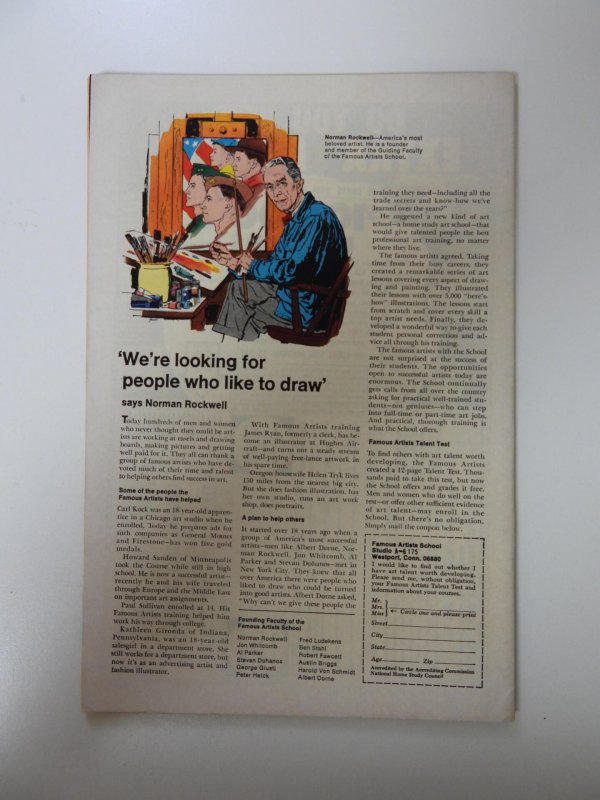 Norman Rockwell—America's most
beloved artist. He is a founder
and member of the Guiding Faculty
of the Famous Artists School.
'We're looking for
people who like to draw'
says Norman Rockwell
Today hundreds of men and women
who never thought they could be art-
ists are working at easels and drawing
boards, making pictures and getting
well paid for it. They all can thank a
group of famous artists who have de-
voted much of their time and talent
to helping others find success in art.
Some of the people the
Famous Artists have helped
Carl Kock was an 18-year-old appren-
tice in a Chicago art studio when he
enrolled. Today he prepares ads for
such companies as General Motors
and Firestone—has won five gold
medals.
Howard Sanden of Minneapolis
took the Course while still in high
school. He is now a successful artist—
recently he and his wife traveled
through Europe and the Middle East
on important art assignments.
Paul Sullivan enrolled at 14. His
Famous Artists training helped him
work his way through college.
Kathleen Gironda of Indiana,
Pennsylvania, was an 18-year-old
salesgirl in a department store. She
still works for a department store, but
now it's as an advertising artist and
fashion illustrator.
With Famous Artists training
James Ryan, formerly a clerk, has be-
come an illustrator at Hughes Air-
craft—and turns out a steady stream
of well-paying free-lance artwork in
his spare time.
Oregon housewife Helen Tryk lives
150 miles from the nearest big city.
But she does fashion illustration, has
her own studio, runs an art work
shop, does portraits.
A plan to help others
It started over 18 years ago when a
group of America's most successful
artists—men like Albert Dorne, Nor-
man Rockwell, Jon Whitcomb, Al
Parker and Stevan Dohanos—met in
New York City. They knew that all
over America there were people who
liked to draw who could be turned
into good artists. Albert Dorne asked,
"Why can't we give these people the
Founding Faculty of the
Famous Artists School
Norman Rockwell
Jon Whitcomb
Al Parker
Stevan Dohanos
George Giusti
Peter Helck
Fred Ludekens
Ben Stahl
Robert Fawcett
Austin Briggs
Harold Von Schmidt
Albert Dorne
training they need—including all the
trade secrets and know-how we've
learned over the years?"
He suggested a new kind of art
school—a home study art school—that
would give talented people the best
professional art training, no matter
where they live.
The famous artists agreed. Taking
time from their busy careers, they
created a remarkable series of art
lessons covering every aspect of draw-
ing and painting. They illustrated
their lessons with over 5,000 "here's-
how" illustrations. The lessons start
from scratch and cover every skill a
top artist needs. Finally, they de-
veloped a wonderful way to give each
student personal correction and ad-
vice all through his training.
The famous artists with the School
are not surprised at the success of
their students. The opportunities
open to successful artists today are
enormous. The School continually
gets calls from all over the country
asking for practical well-trained stu-
dents—not geniuses—who can step
into full-time or part-time art jobs.
And practical, thorough training is
what the School offers.
Famous Artists Talent Test
To find others with art talent worth
developing, the Famous Artists
created a 12-page Talent Test. Thou-
sands paid to take this test, but now
the School offers and grades it free.
Men and women who do well on the
test—or offer other sufficient evidence
of art talent—may enroll in the
School. But there's no obligation.
Simply mail the coupon below.
Famous Artists School
Studio A-6175
Westport, Conn. 06880
I would like to find out whether I
have art talent worth developing.
Please send me, without obligation,
your Famous Artists Talent Test and
information about your courses.
Mr.
Mrs.
Miss
Circle one and please print
Street
City
State
Age Zip
Accredited by the Accrediting Commission
National Home Study Council